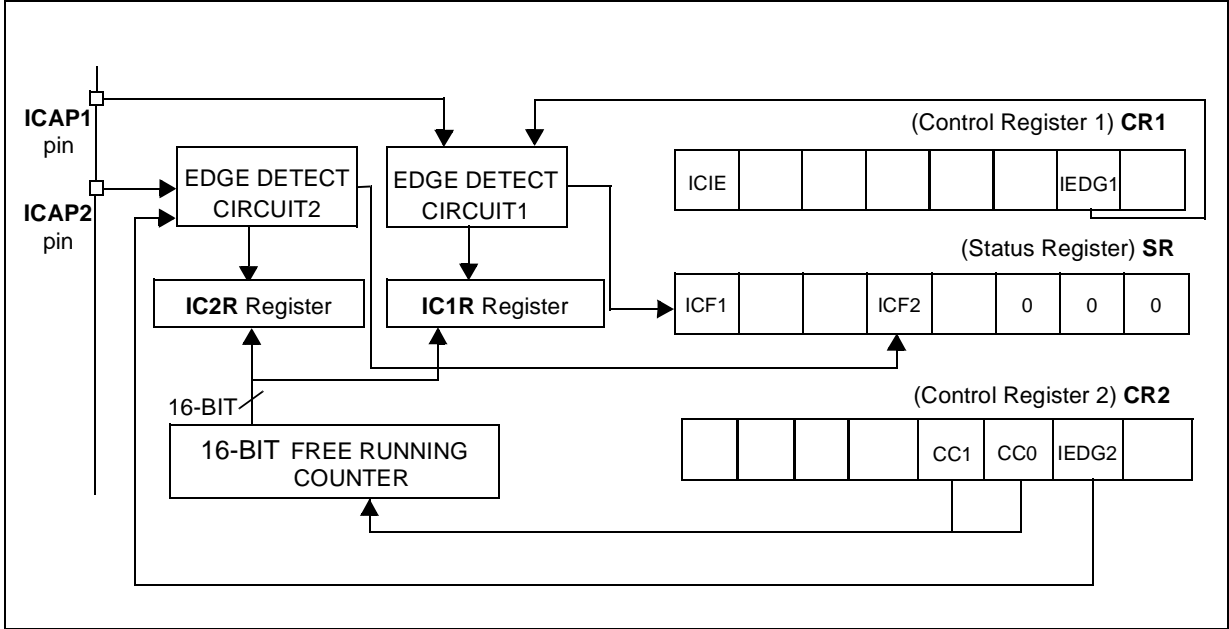 ICAP1
pin
ICAP2
pin
EDGE DETECT
CIRCUIT2
EDGE DETECT
CIRCUIT1
IC2R Register
IC1R Register
16-BIT
16-BIT FREE RUNNING
COUNTER
(Control Register 1) CR1
ICIE
IEDG1
(Status Register) SR
ICF1
ICF2
0
0
0
(Control Register 2) CR2
CC1
CC0
IEDG2